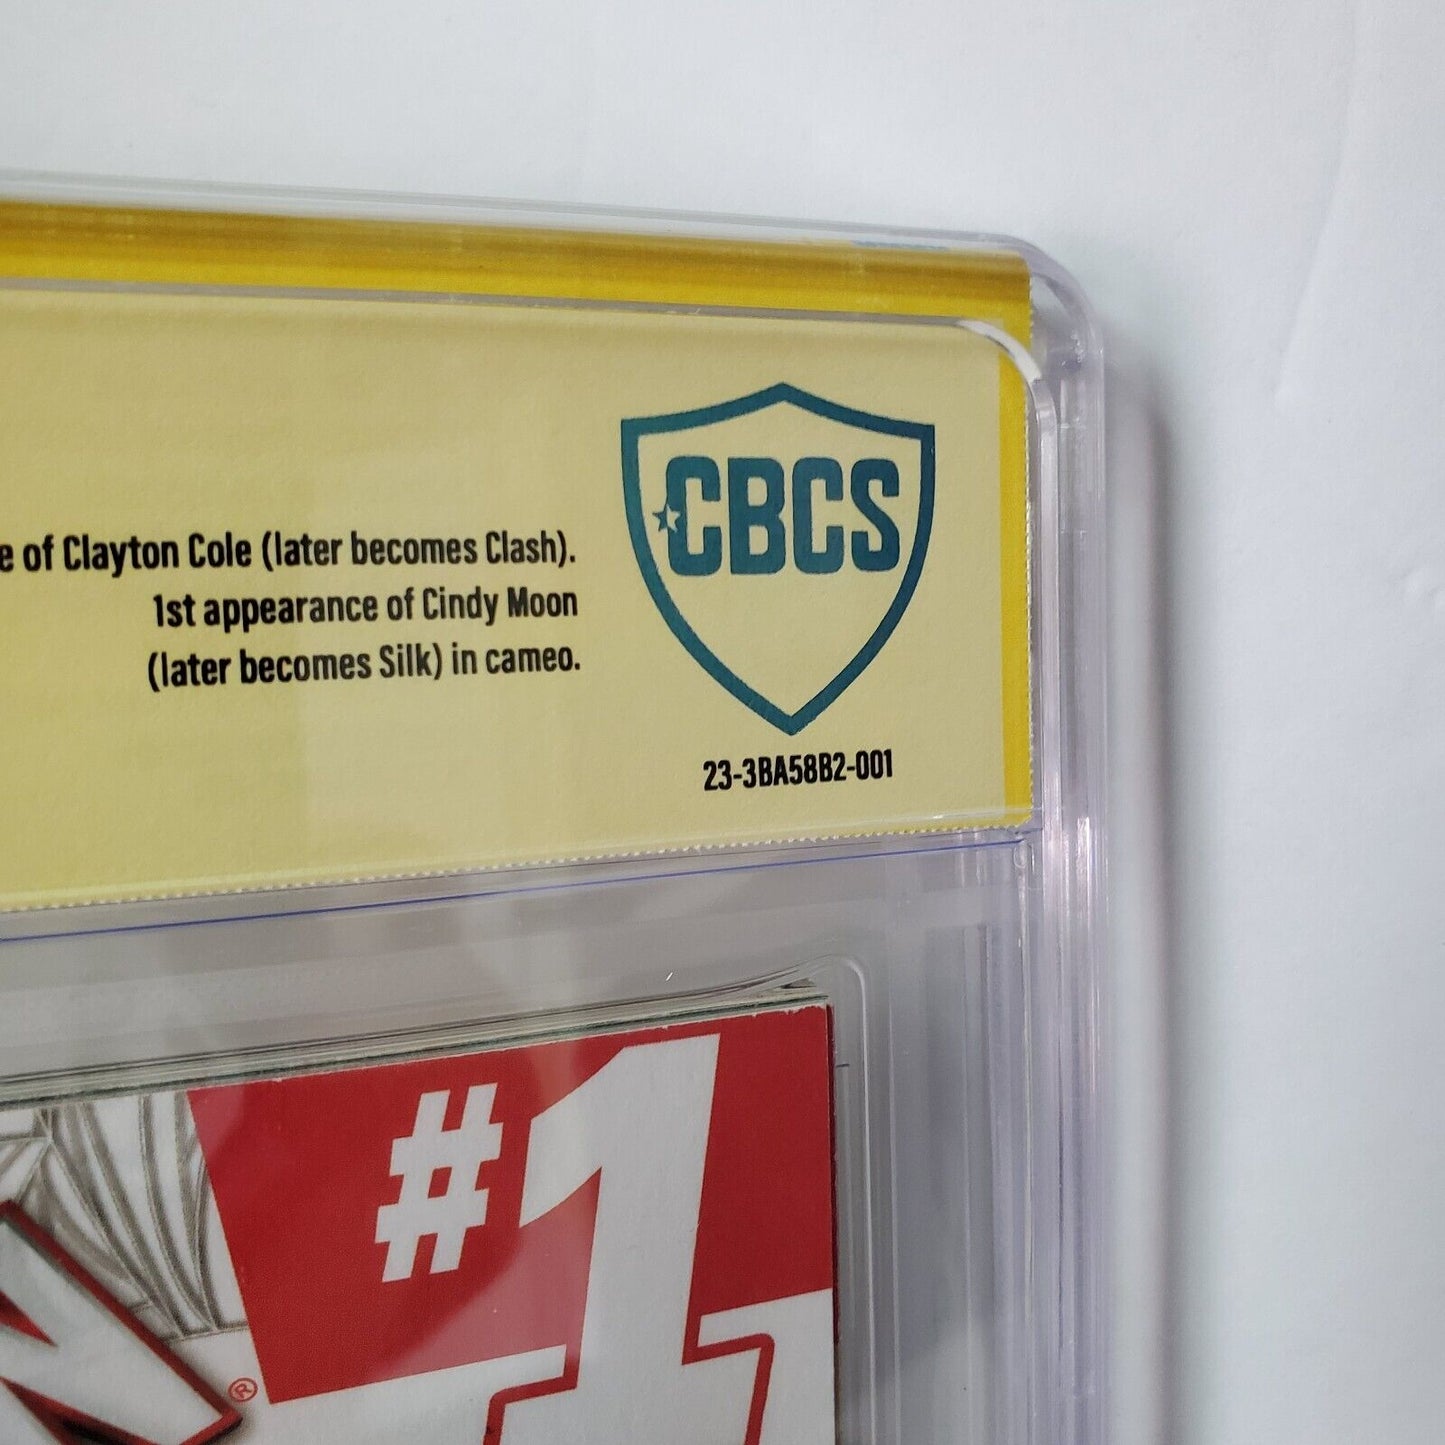 e of Clayton Cole (later becomes Clash).
1st appearance of Cindy Moon
(later becomes Silk) in cameo.
CBCS
23-3BA58B2-001
#1
N®